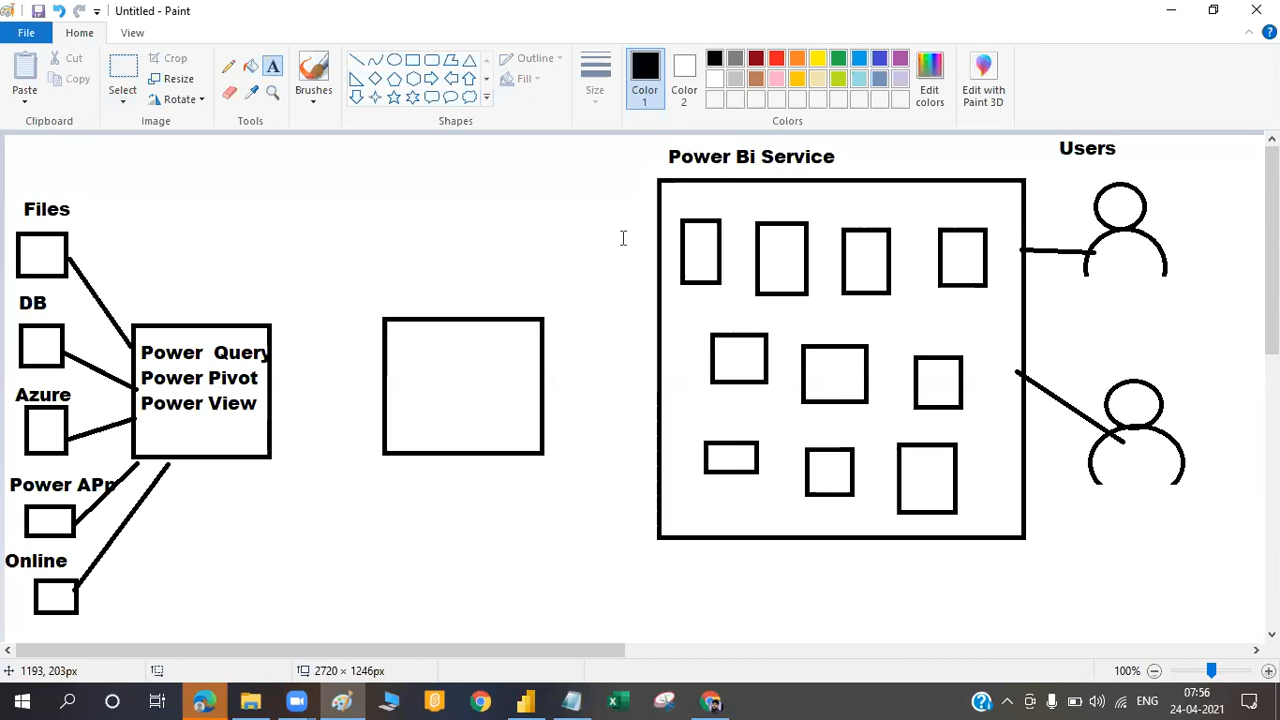 Untitled - Paint
File
Home
View
Paste
Cut
Copy
Clipboard
Select
Crop
Resize
Rotate
Image
A
Tools
Brushes
Outline
Fill
Shapes
Size
Color
1
Color
2
Edit
colors
Edit with
Paint 3D
Colors
Power Bi Service
Users
Files
DB
Azure
Power Query
Power Pivot
Power View
Power APp
Online
1193, 203px
2720 × 1246px
100%
ENG
07:56
24-04-2021